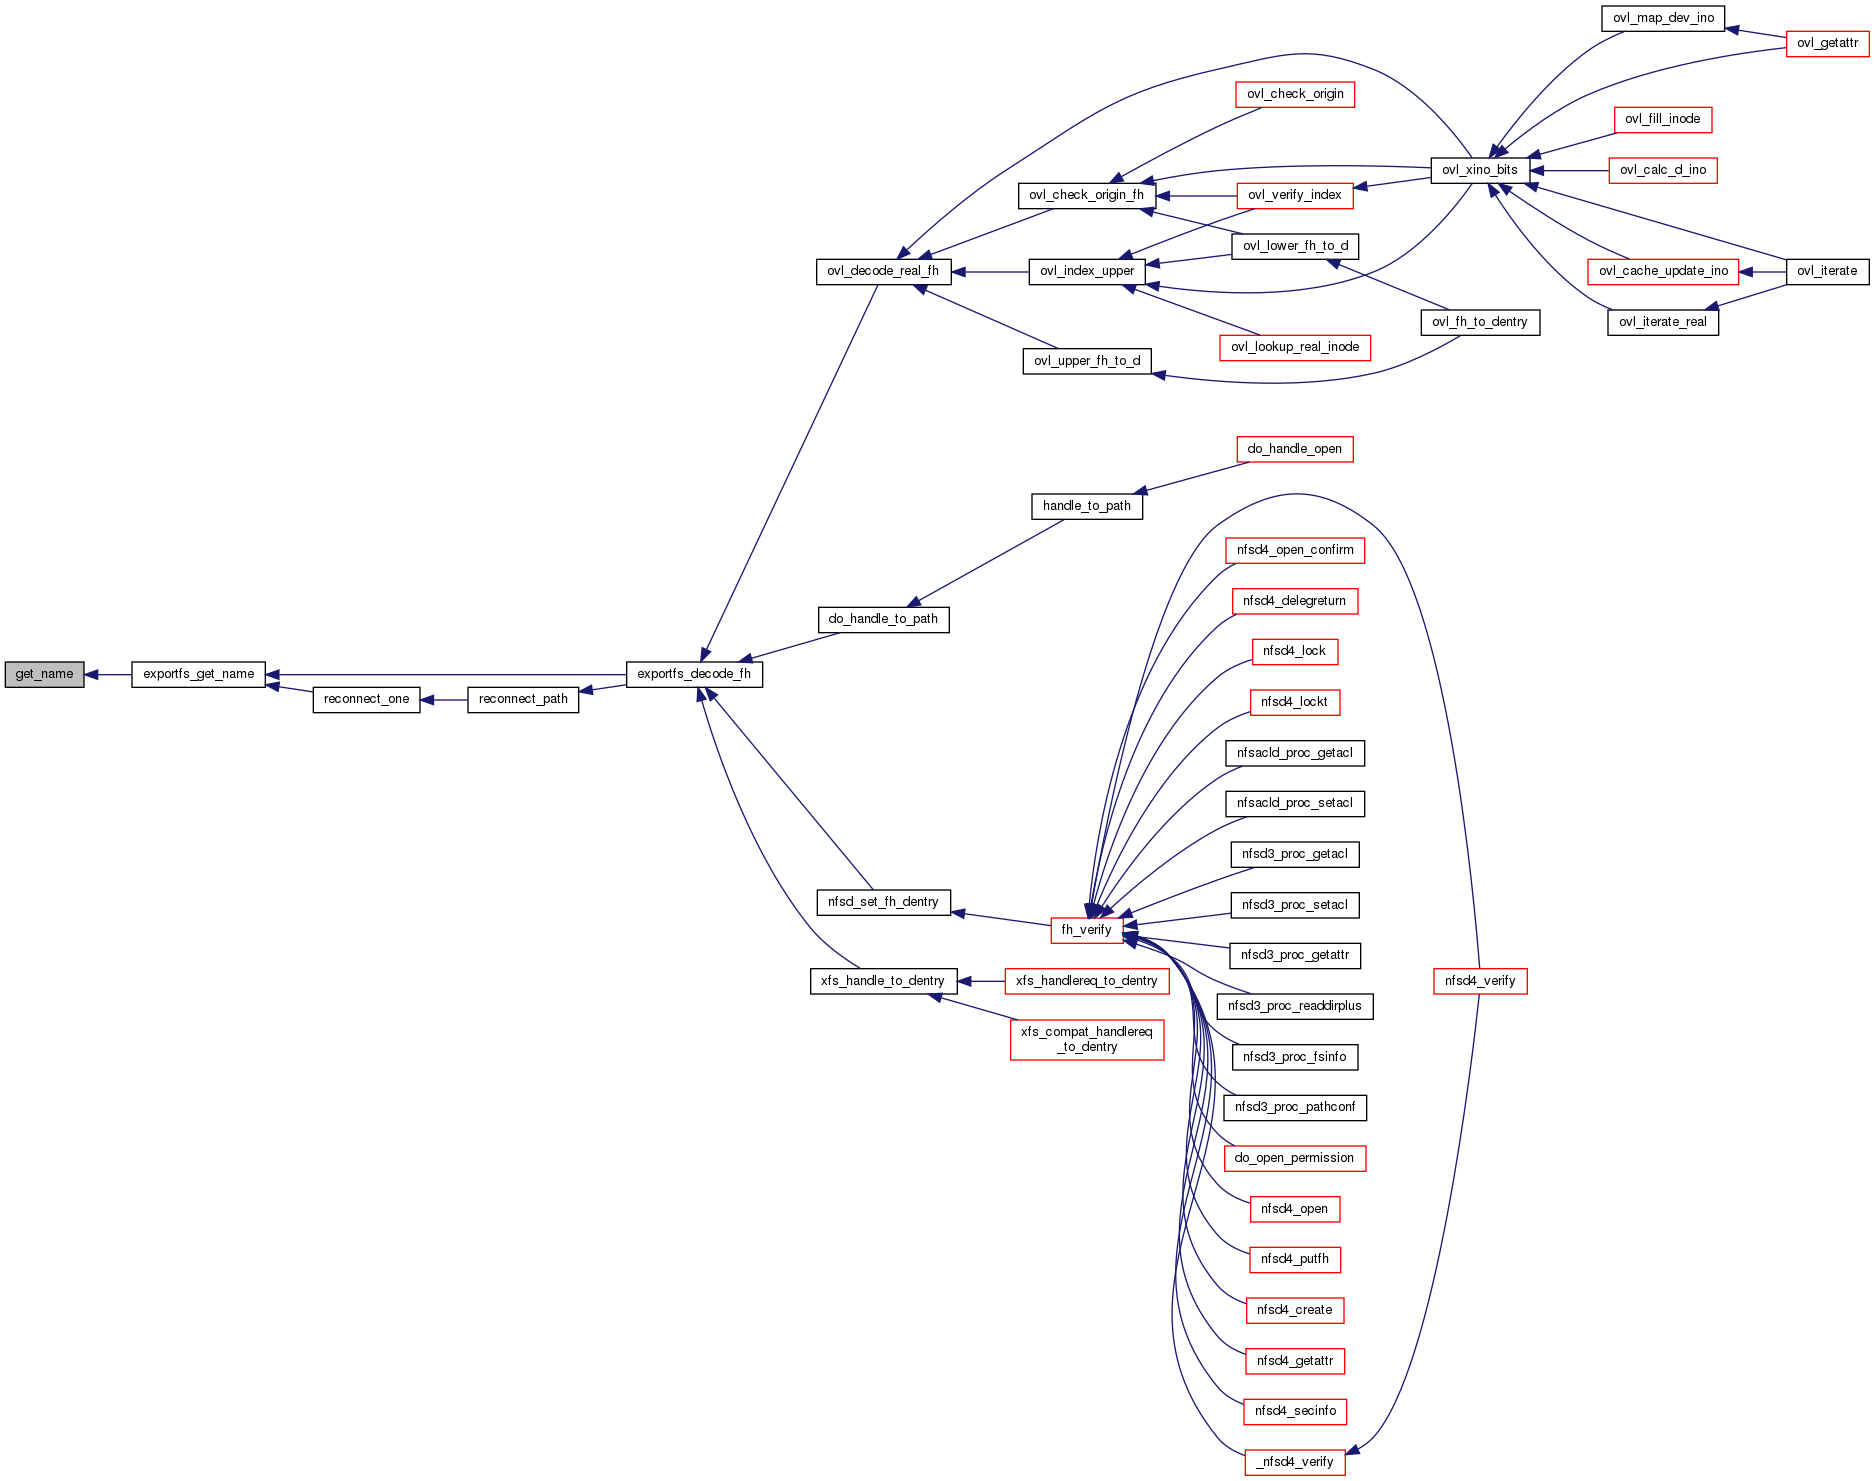 ovl_map_dev_ino
ovl_getattr
ovl_check_origin
ovl_fill_inode
ovl_xino_bits
ovl_calc_d_ino
ovl_check_origin_fh
ovl_verify_index
ovl_lower_fh_to_d
ovl_decode_real_fh
ovl_index_upper
ovl_cache_update_ino
ovl_iterate
ovl_fh_to_dentry
ovl_iterate_real
ovl_lookup_real_inode
ovl_upper_fh_to_d
do_handle_open
handle_to_path
nfsd4_open_confirm
nfsd4_delegreturn
do_handle_to_path
nfsd4_lock
get_name
exportfs_get_name
exportfs_decode_fh
reconnect_one
reconnect_path
nfsd4_lockt
nfsacld_proc_getacl
nfsacld_proc_setacl
nfsd3_proc_getacl
nfsd_set_fh_dentry
nfsd3_proc_setacl
fh_verify
nfsd3_proc_getattr
xfs_handle_to_dentry
xfs_handlereq_to_dentry
nfsd4_verify
nfsd3_proc_readdirplus
xfs_compat_handlereq
_to_dentry
nfsd3_proc_fsinfo
nfsd3_proc_pathconf
do_open_permission
nfsd4_open
nfsd4_putfh
nfsd4_create
nfsd4_getattr
nfsd4_secinfo
_nfsd4_verify